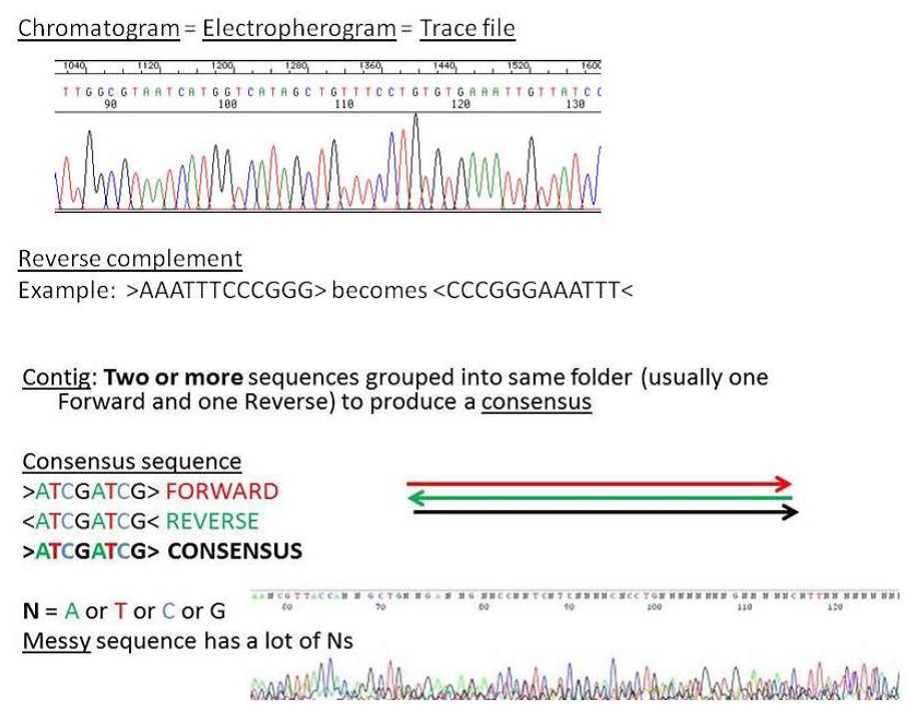 Chromatogram = Electropherogram = Trace file
1040 1120 1200 1280 1360 1440 1520 1600
T T G G C G T A A T C A T G G T C A T A G C T G T T T C C T G T G T G A A A T T G T T A T C C
90 100 110 120 130
Reverse complement
Example: >AAATTTCCCGGG> becomes <CCCGGGAAATTT<
Contig: Two or more sequences grouped into same folder (usually one
Forward and one Reverse) to produce a consensus
Consensus sequence
>ATCGATCG> FORWARD
<ATCGATCG< REVERSE
>ATCGATCG> CONSENSUS
60 70 80 90 100 110 120
N = A or T or C or G
Messy sequence has a lot of Ns